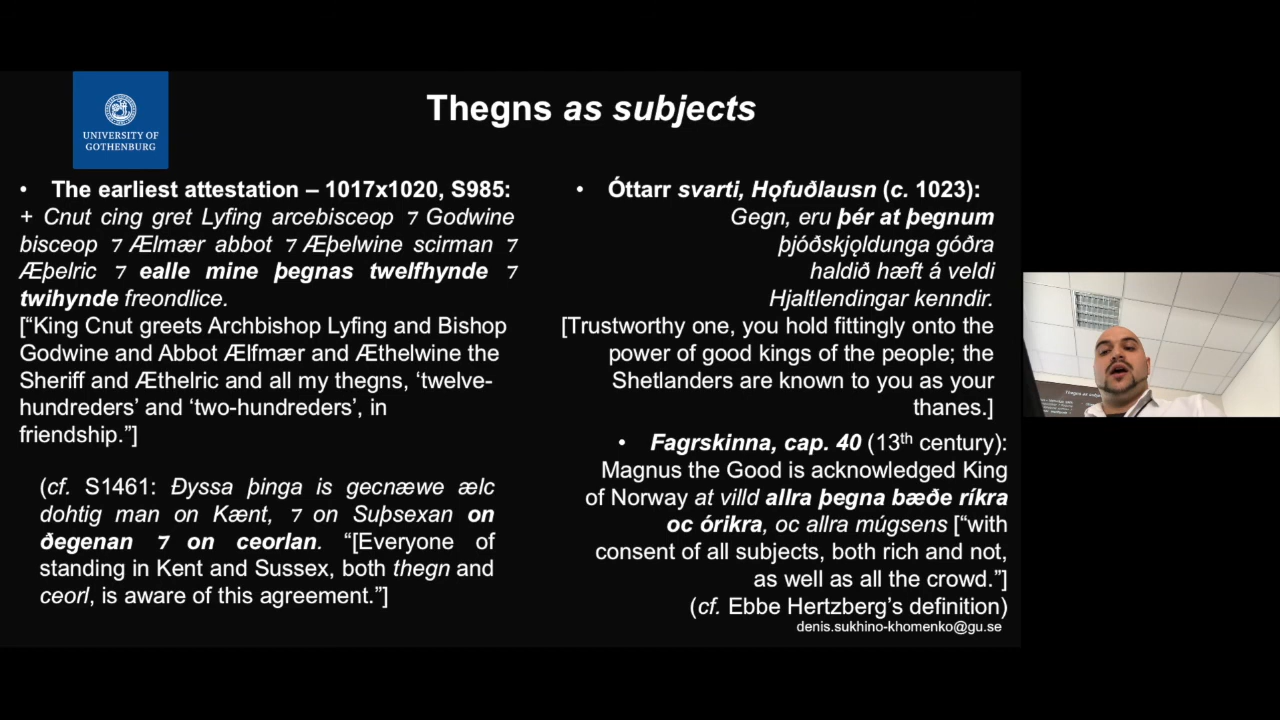 UNIVERSITY OF
GOTHENBURG
Thegns as subjects
• The earliest attestation – 1017x1020, S985:
+ Cnut cing gret Lyfing arcebisceop ⁊ Godwine
bisceop ⁊ Ælmær abbot ⁊ Æþelwine scirman ⁊
Æþelric ⁊ ealle mine þegnas twelfhynde ⁊
twihynde freondlice.
[“King Cnut greets Archbishop Lyfing and Bishop
Godwine and Abbot Ælfmær and Æthelwine the
Sheriff and Æthelric and all my thegns, ‘twelve-
hundreders’ and ‘two-hundreders’, in
friendship.”]
(cf. S1461: Ðyssa þinga is gecnæwe ælc
dohtig man on Kænt, ⁊ on Suþsexan on
ðegenan ⁊ on ceorlan. “[Everyone of
standing in Kent and Sussex, both thegn and
ceorl, is aware of this agreement.”]
• Óttarr svarti, Hǫfuðlausn (c. 1023):
Gegn, eru þér at þegnum
þjóðskjǫldunga góðra
haldið hæft á veldi
Hjaltlendingar kenndir.
[Trustworthy one, you hold fittingly onto the
power of good kings of the people; the
Shetlanders are known to you as your
thanes.]
• Fagrskinna, cap. 40 (13th century):
Magnus the Good is acknowledged King
of Norway at villd allra þegna bæðe ríkra
oc órikra, oc allra múgsens [“with
consent of all subjects, both rich and not,
as well as all the crowd.”]
(cf. Ebbe Hertzberg’s definition)
denis.sukhino-khomenko@gu.se
Thegns as subjects